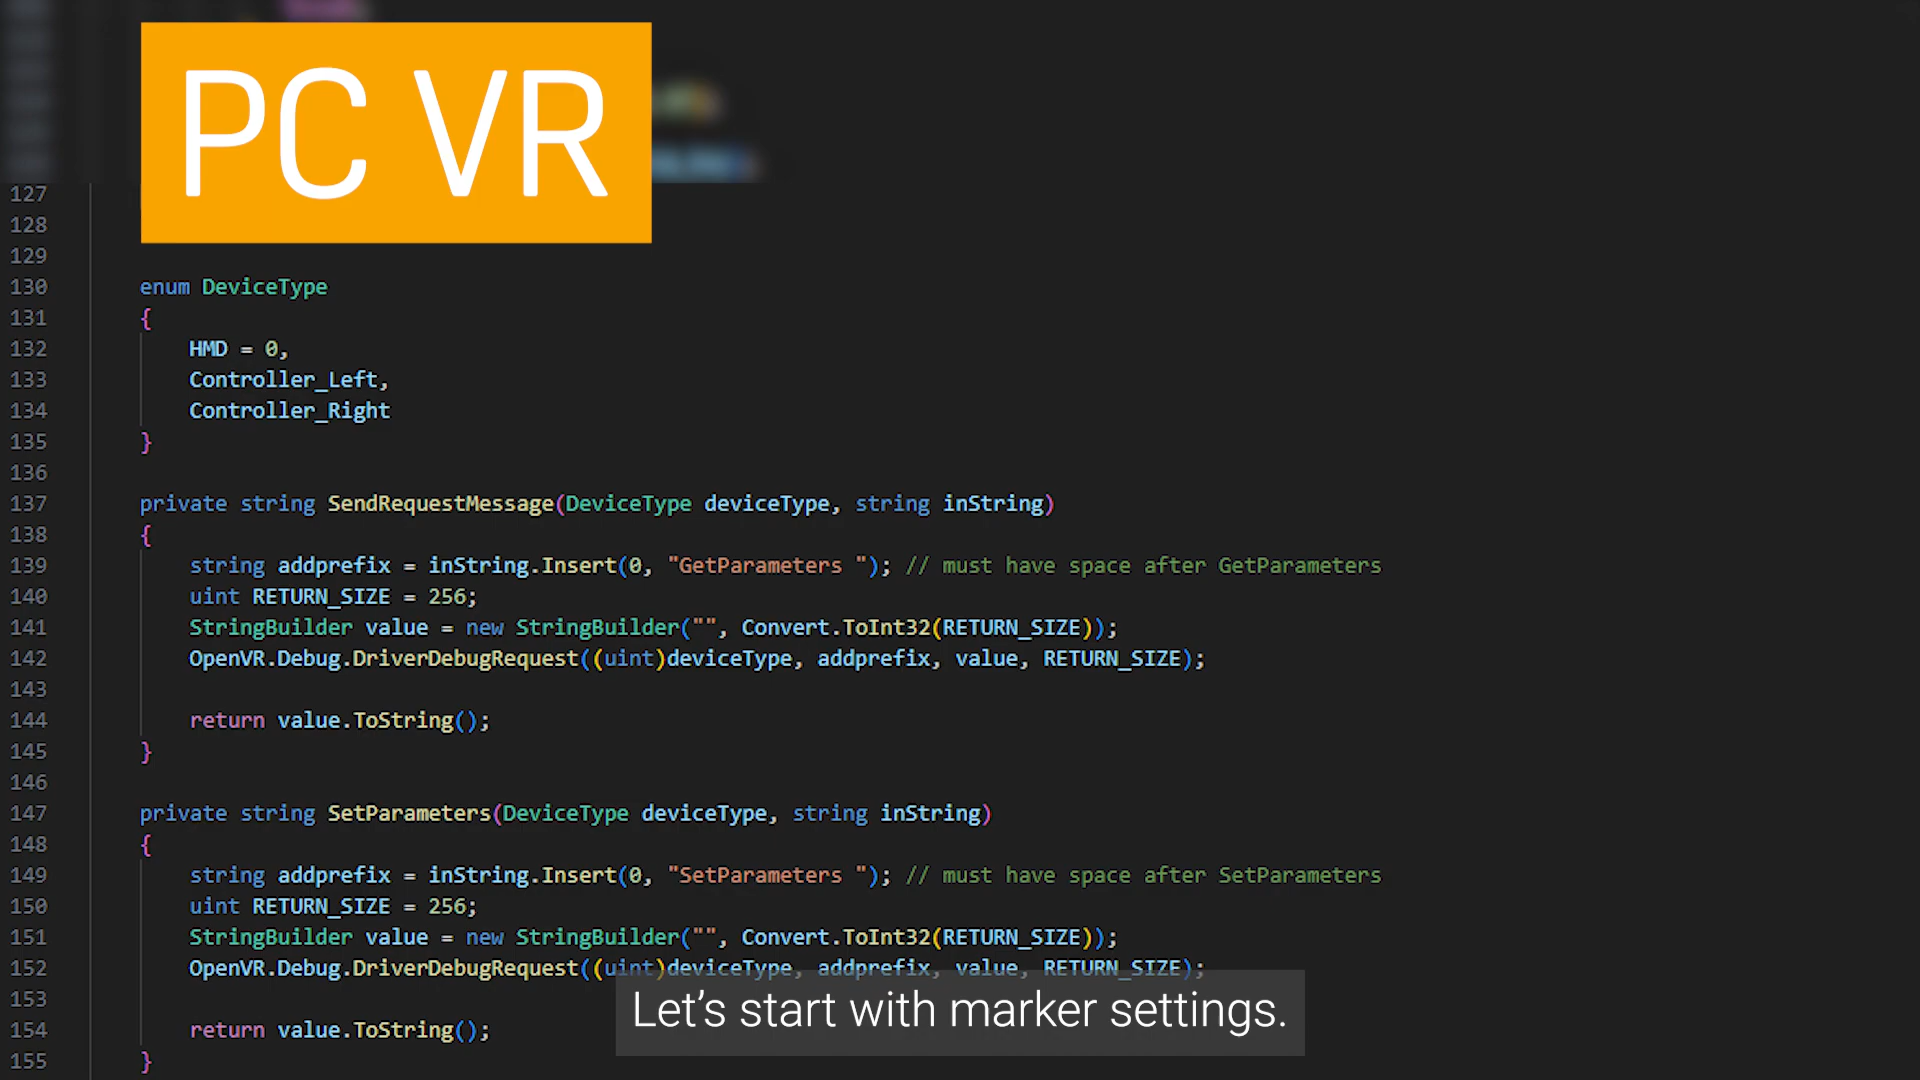 PC VR
127
128
129
130 enum DeviceType
131 {
132 HMD = 0,
133 Controller_Left,
134 Controller_Right
135 }
136
137 private string SendRequestMessage(DeviceType deviceType, string inString)
138 {
139 string addprefix = inString.Insert(0, "GetParameters "); // must have space after GetParameters
140 uint RETURN_SIZE = 256;
141 StringBuilder value = new StringBuilder("", Convert.ToInt32(RETURN_SIZE));
142 OpenVR.Debug.DriverDebugRequest((uint)deviceType, addprefix, value, RETURN_SIZE);
143
144 return value.ToString();
145 }
146
147 private string SetParameters(DeviceType deviceType, string inString)
148 {
149 string addprefix = inString.Insert(0, "SetParameters "); // must have space after SetParameters
150 uint RETURN_SIZE = 256;
151 StringBuilder value = new StringBuilder("", Convert.ToInt32(RETURN_SIZE));
152 OpenVR.Debug.DriverDebugRequest((uint)deviceType, addprefix, value, RETURN_SIZE);
153
154 return value.ToString();
155 }
Let's start with marker settings.